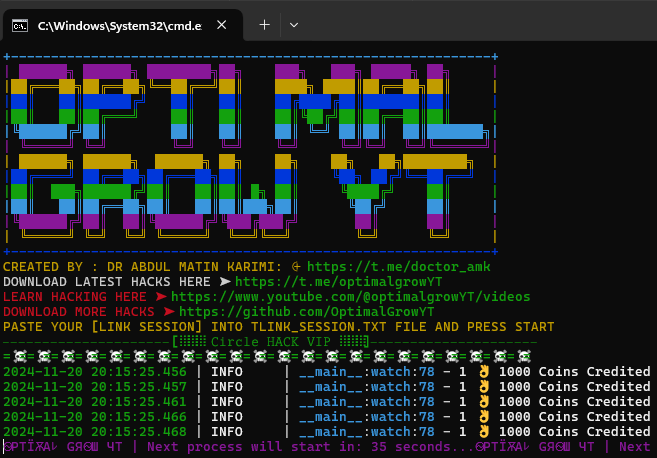 C:\Windows\System32\cmd.e
OPTIMAL
GROW YT
CREATED BY : DR ABDUL MATIN KARIMI: https://t.me/doctor_amk
DOWNLOAD LATEST HACKS HERE ➤ https://t.me/optimalgrowYT
LEARN HACKING HERE ➤ https://www.youtube.com/@optimalgrowYT/videos
DOWNLOAD MORE HACKS ➤ https://github.com/OptimalGrowYT
PASTE YOUR [LINK SESSION] INTO TLINK_SESSION.TXT FILE AND PRESS START
Circle HACK VIP
2024-11-20 20:15:25.456 | INFO | __main__:watch:78 - 1 👌 1000 Coins Credited
2024-11-20 20:15:25.457 | INFO | __main__:watch:78 - 1 👌 1000 Coins Credited
2024-11-20 20:15:25.461 | INFO | __main__:watch:78 - 1 👌 1000 Coins Credited
2024-11-20 20:15:25.466 | INFO | __main__:watch:78 - 1 👌 1000 Coins Credited
2024-11-20 20:15:25.468 | INFO | __main__:watch:78 - 1 👌 1000 Coins Credited
| Next process will start in: 35 seconds... | Next